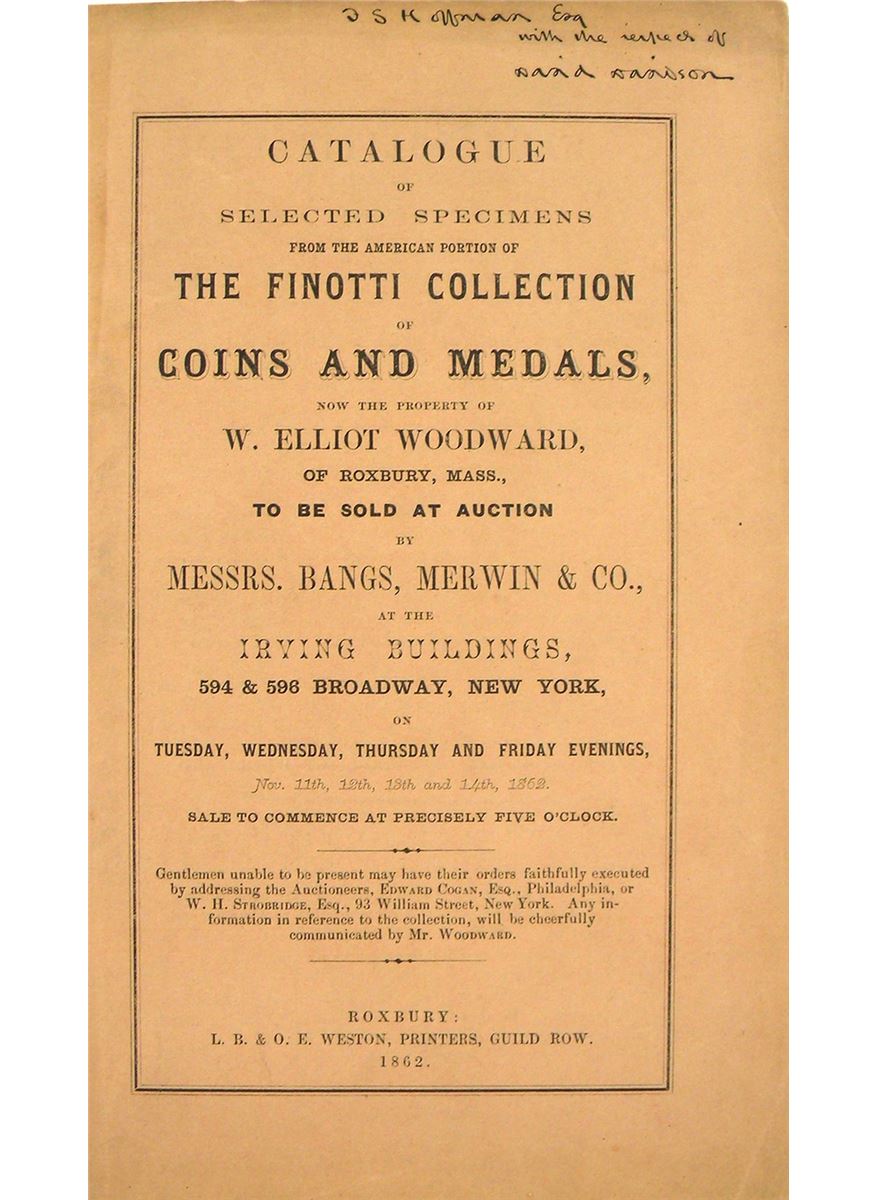 J S Hoffman Esq
with the respects of
David Davidson
CATALOGUE
OF
SELECTED SPECIMENS
FROM THE AMERICAN PORTION OF
THE FINOTTI COLLECTION
OF
COINS AND MEDALS,
NOW THE PROPERTY OF
W. ELLIOT WOODWARD,
OF ROXBURY, MASS.,
TO BE SOLD AT AUCTION
BY
MESSRS. BANGS, MERWIN & CO.,
AT THE
IRVING BUILDINGS,
594 & 596 BROADWAY, NEW YORK,
ON
TUESDAY, WEDNESDAY, THURSDAY AND FRIDAY EVENINGS,
Nov. 11th, 12th, 13th and 14th, 1862.
SALE TO COMMENCE AT PRECISELY FIVE O'CLOCK.
Gentlemen unable to be present may have their orders faithfully executed
by addressing the Auctioneers, EDWARD COGAN, ESQ., Philadelphia, or
W. H. STROBRIDGE, Esq., 93 William Street, New York. Any in-
formation in reference to the collection, will be cheerfully
communicated by Mr. WOODWARD.
ROXBURY:
L. B. & O. E. WESTON, PRINTERS, GUILD ROW.
1862.